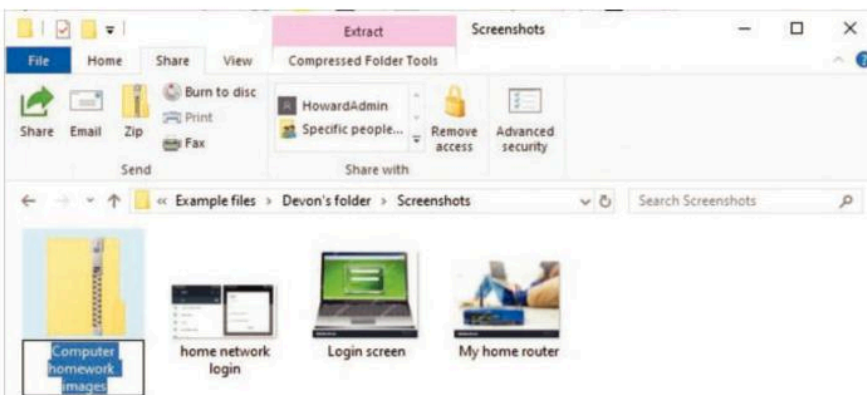 Extract
Screenshots
File
Home
Share
View
Compressed Folder Tools
Share
Email
Zip
Burn to disc
Print
Fax
HowardAdmin
Specific people...
Remove
access
Advanced
security
Send
Share with
« Example files > Devon's folder > Screenshots
Search Screenshots
Computer
homework
images
home network
login
Login screen
My home router